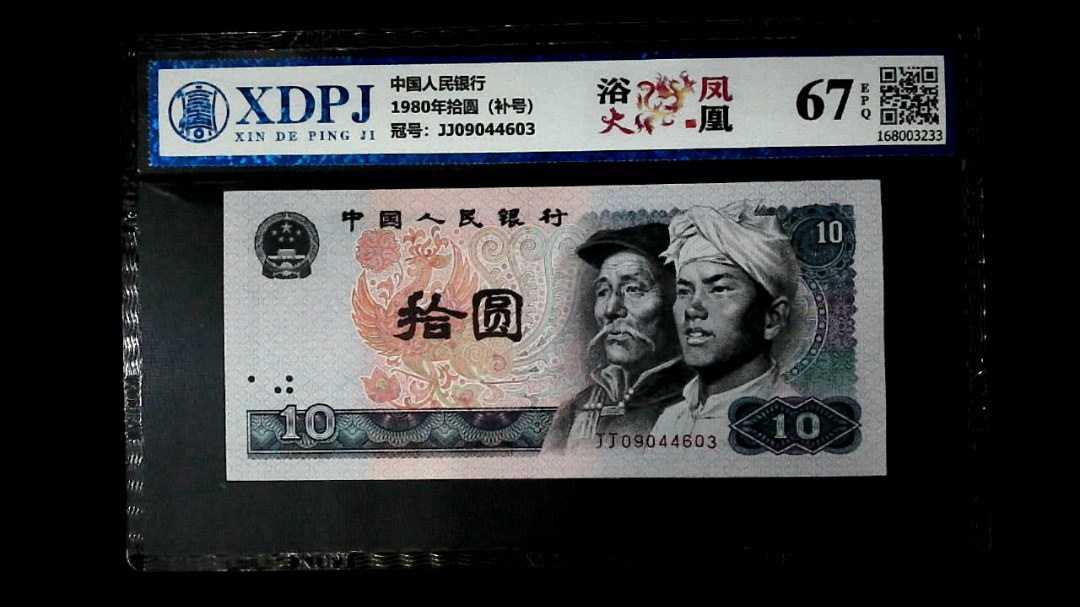 XDPJ
XIN DE PING JI
中国人民银行
1980年拾圆（补号）
冠号：JJ09044603
浴火
凤凰
67
EPQ
168003233
中国人民银行
10
拾圆
10
JJ09044603
10